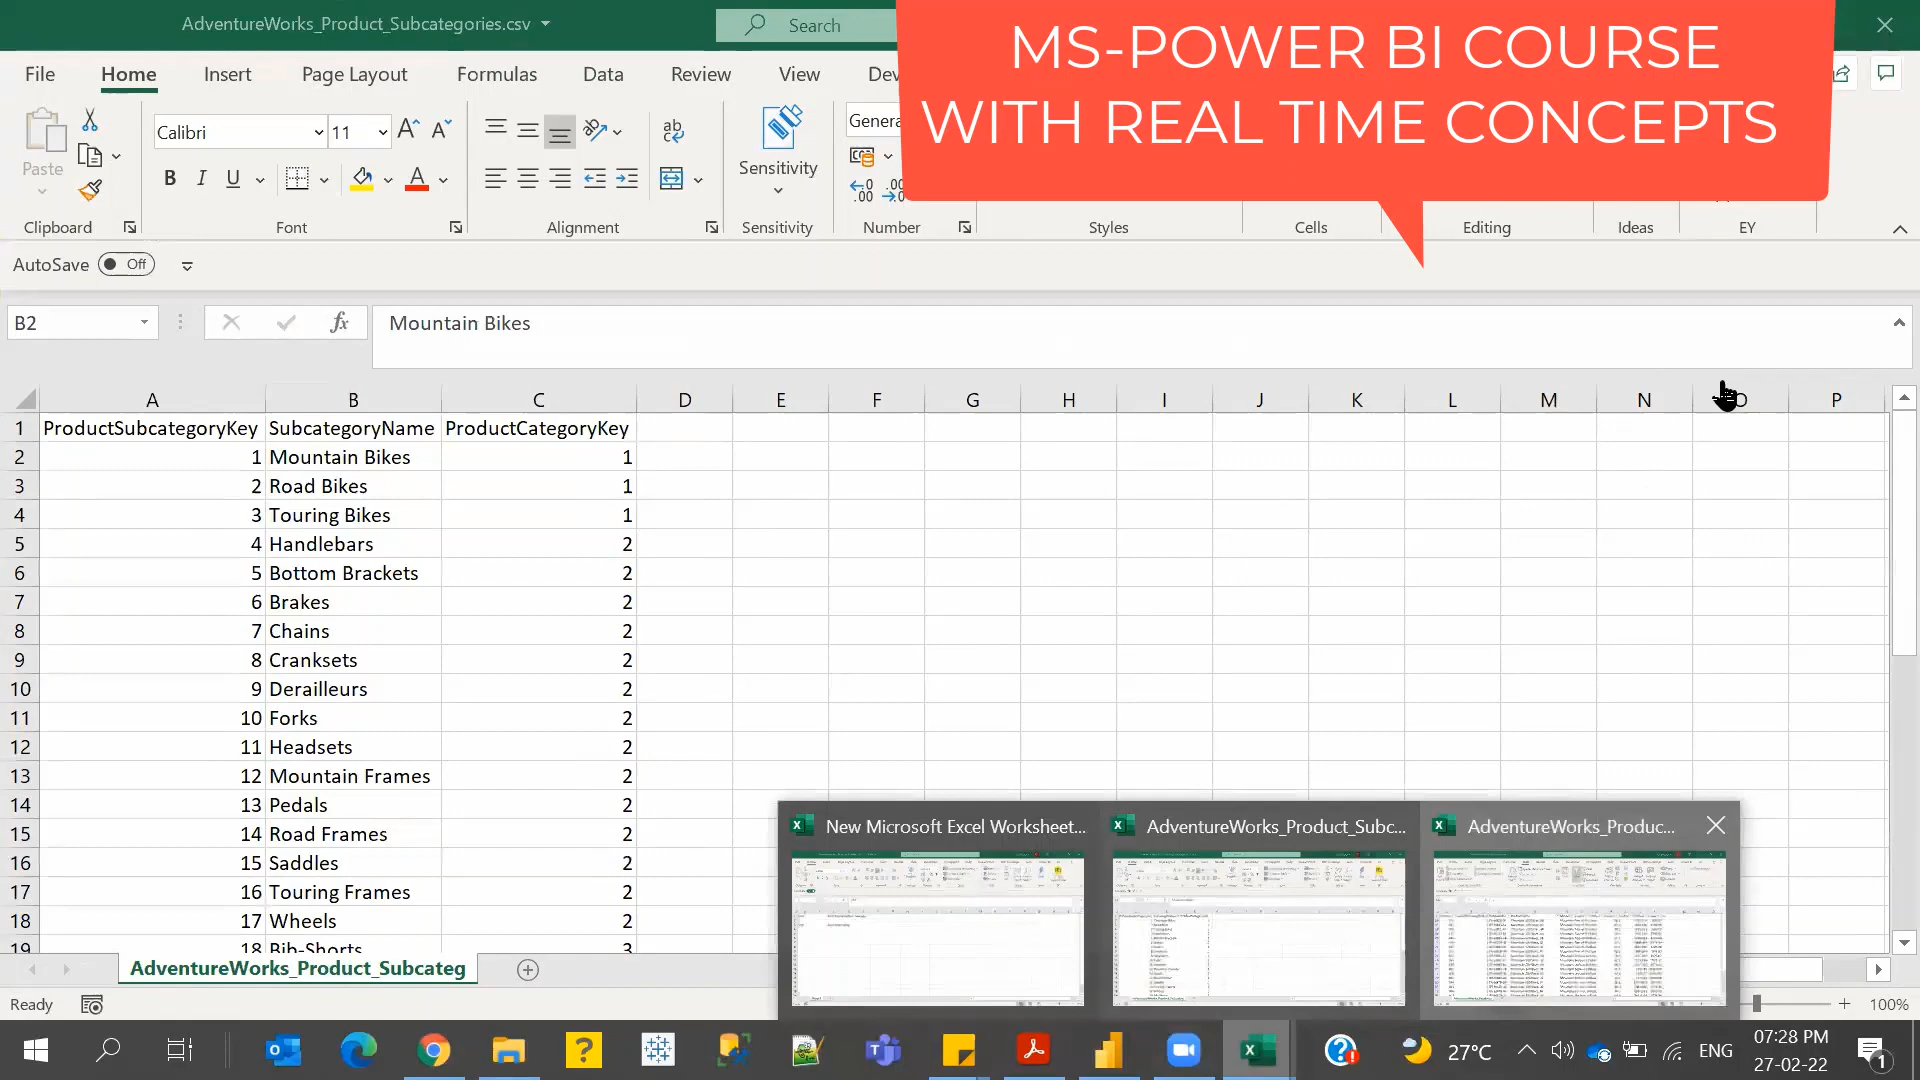 AdventureWorks_Product_Subcategories.csv
Search
MS-POWER BI COURSE
WITH REAL TIME CONCEPTS
File Home Insert Page Layout Formulas Data Review View
Calibri 11
Paste
Sensitivity
Clipboard Font Alignment Sensitivity Number Styles Cells Editing Ideas EY
AutoSave Off
B2 fx Mountain Bikes
A B C D E F G H I J K L M N O P
1 ProductSubcategoryKey SubcategoryName ProductCategoryKey
2 1 Mountain Bikes 1
3 2 Road Bikes 1
4 3 Touring Bikes 1
5 4 Handlebars 2
6 5 Bottom Brackets 2
7 6 Brakes 2
8 7 Chains 2
9 8 Cranksets 2
10 9 Derailleurs 2
11 10 Forks 2
12 11 Headsets 2
13 12 Mountain Frames 2
14 13 Pedals 2
15 14 Road Frames 2
16 15 Saddles 2
17 16 Touring Frames 2
18 17 Wheels 2
19 18 Bib-Shorts 3
New Microsoft Excel Worksheet... AdventureWorks_Product_Subc... AdventureWorks_Produc...
AdventureWorks_Product_Subcateg
Ready 100%
27°C ENG 07:28 PM
27-02-22 1